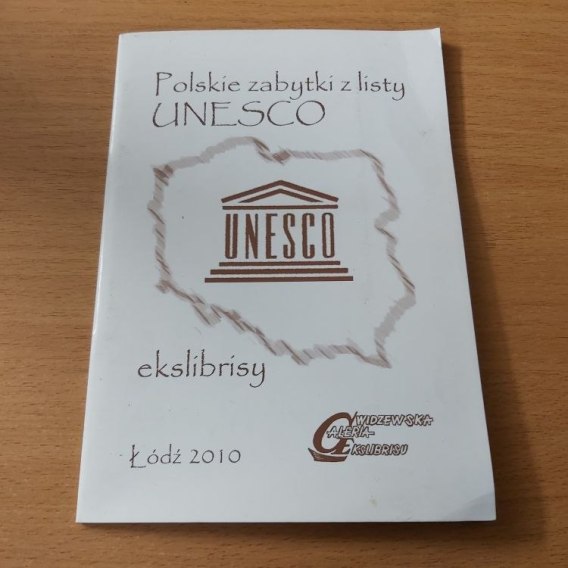 Polskie zabytki z listy
UNESCO
UNESCO
ekslibrisy
WIDZEWSKA
GALERIA
EKSLIBRISU
Łódź 2010